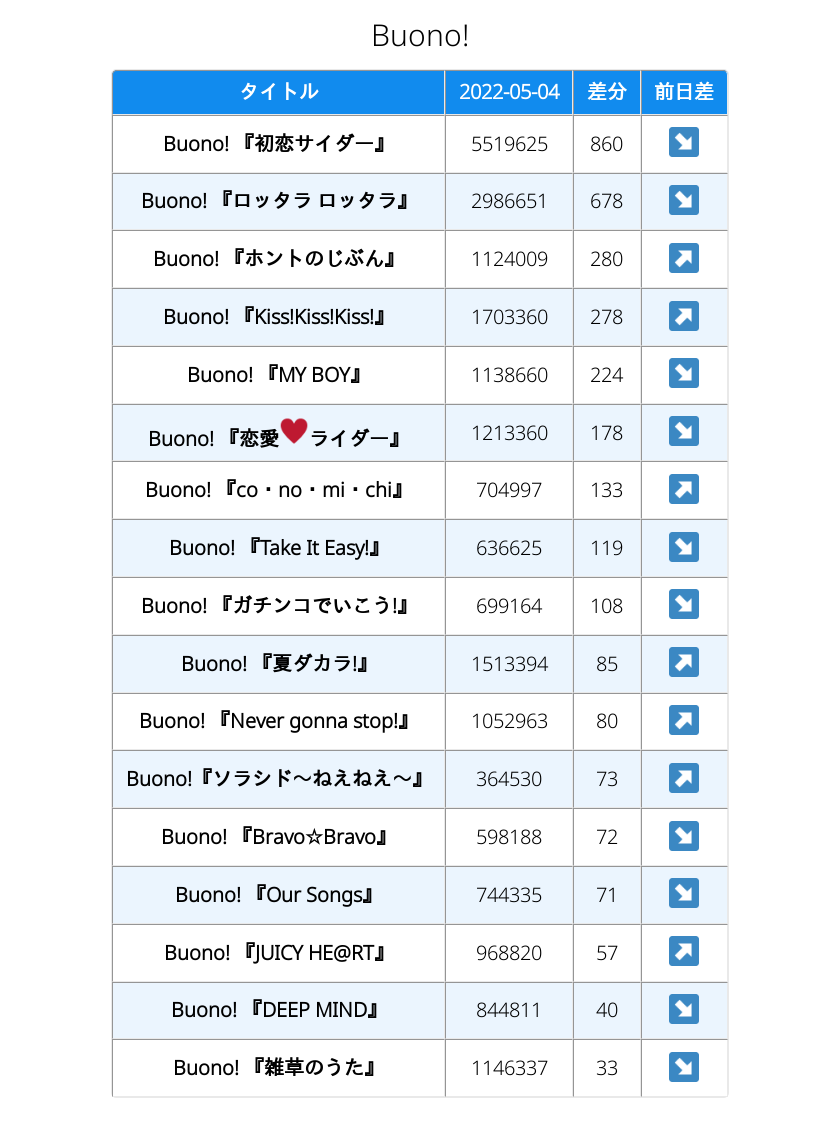 Buono!
タイトル 2022-05-04 差分 前日差
Buono! 『初恋サイダー』 5519625 860 ↘
Buono! 『ロッタラ ロッタラ』 2986651 678 ↘
Buono! 『ホントのじぶん』 1124009 280 ↗
Buono! 『Kiss!Kiss!Kiss!』 1703360 278 ↗
Buono! 『MY BOY』 1138660 224 ↘
Buono! 『恋愛♥ライダー』 1213360 178 ↘
Buono! 『co・no・mi・chi』 704997 133 ↗
Buono! 『Take It Easy!』 636625 119 ↘
Buono! 『ガチンコでいこう!』 699164 108 ↘
Buono! 『夏ダカラ!』 1513394 85 ↗
Buono! 『Never gonna stop!』 1052963 80 ↗
Buono!『ソラシド〜ねえねえ〜』 364530 73 ↗
Buono! 『Bravo☆Bravo』 598188 72 ↘
Buono! 『Our Songs』 744335 71 ↘
Buono! 『JUICY HE@RT』 968820 57 ↗
Buono! 『DEEP MIND』 844811 40 ↘
Buono! 『雑草のうた』 1146337 33 ↘